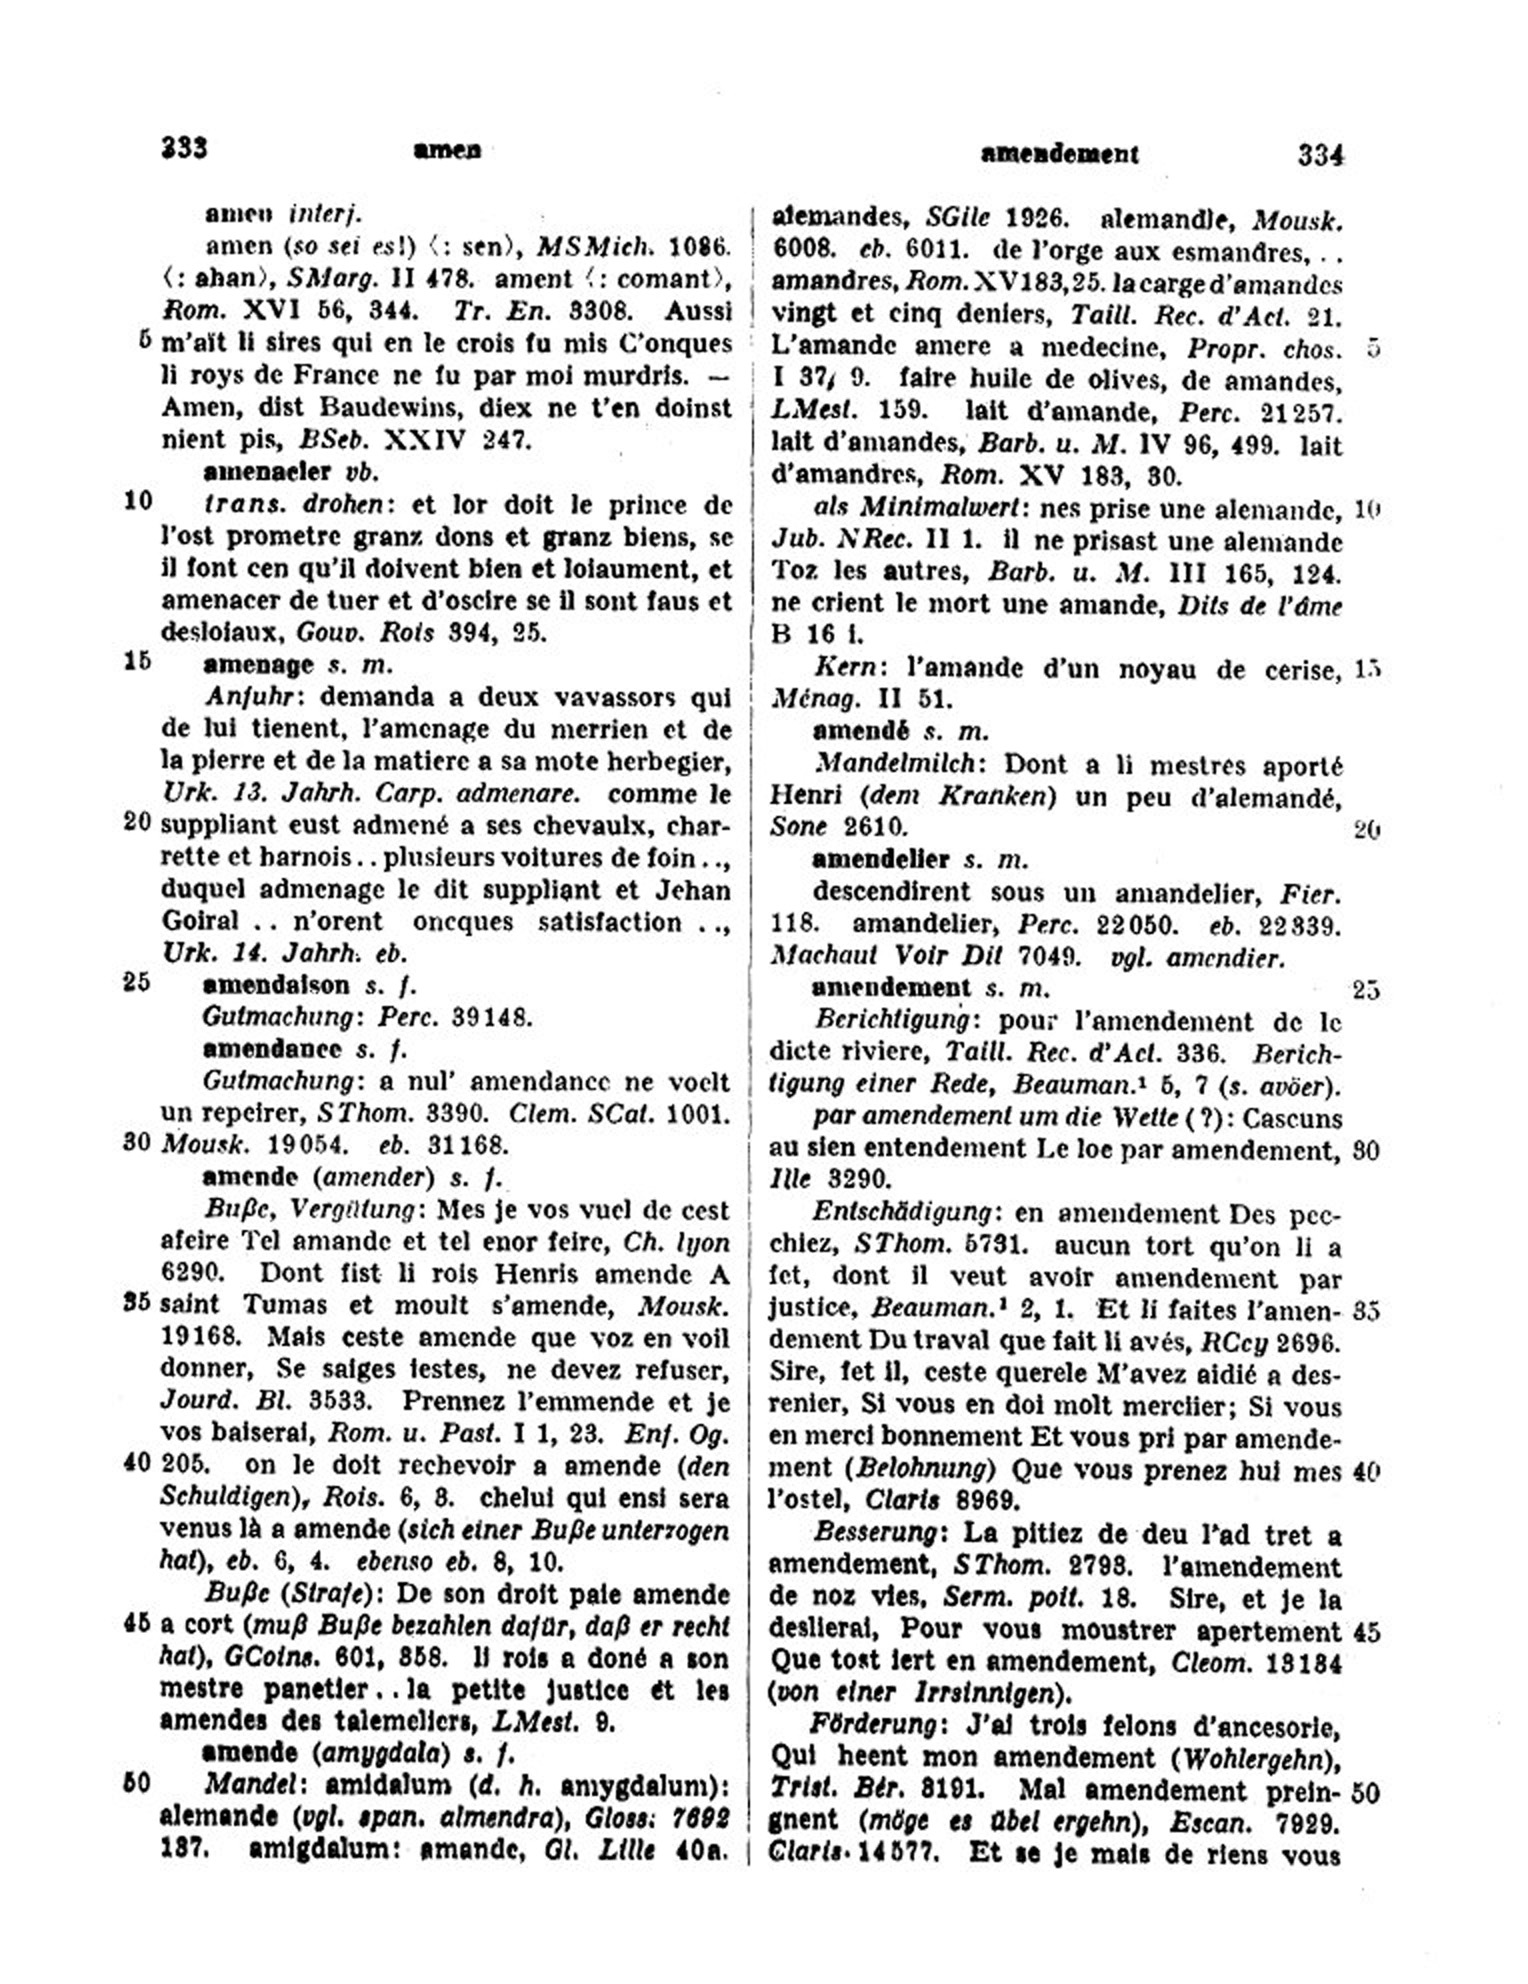 333 amen
amen interj.
amen (so sei es!) ⟨: sen⟩, MSMich. 1086.
⟨: ahan⟩, SMarg. II 478. ament ⟨: comant⟩,
Rom. XVI 56, 344. Tr. En. 3308. Aussi
5 m'aït li sires qui en le crois fu mis C'onques
li roys de France ne fu par moi murdris. —
Amen, dist Baudewins, diex ne t'en doinst
nient pis, BSeb. XXIV 247.
amenacier vb.
10 trans. drohen: et lor doit le prince de
l'ost prometre granz dons et granz biens, se
il font cen qu'il doivent bien et loiaument, et
amenacer de tuer et d'oscire se il sont faus et
desloiaux, Gouv. Rois 394, 25.
15 amenage s. m.
Anfuhr: demanda a deux vavassors qui
de lui tienent, l'amenage du merrien et de
la pierre et de la matiere a sa mote herbegier,
Urk. 13. Jahrh. Carp. admenare. comme le
20 suppliant eust admené a ses chevaulx, char-
rette et harnois .. plusieurs voitures de foin ..,
duquel admenage le dit suppliant et Jehan
Goiral .. n'orent oncques satisfaction ..,
Urk. 14. Jahrh. eb.
25 amendaison s. f.
Gutmachung: Perc. 39148.
amendance s. f.
Gutmachung: a nul' amendance ne voelt
un repeirer, SThom. 3390. Clem. SCat. 1001.
30 Mousk. 19054. eb. 31168.
amende (amender) s. f.
Buße, Vergütung: Mes je vos vuel de cest
afeire Tel amande et tel enor feire, Ch. lyon
6290. Dont fist li rois Henris amende A
35 saint Tumas et moult s'amende, Mousk.
19168. Mais ceste amende que voz en voil
donner, Se saiges iestes, ne devez refuser,
Jourd. Bl. 3533. Prennez l'emmende et je
vos baiserai, Rom. u. Past. I 1, 23. Enf. Og.
40 205. on le doit rechevoir a amende (den
Schuldigen), Rois. 6, 3. chelui qui ensi sera
venus là a amende (sich einer Buße unterzogen
hat), eb. 6, 4. ebenso eb. 8, 10.
Buße (Strafe): De son droit paie amende
45 a cort (muß Buße bezahlen dafür, daß er recht
hat), GCoins. 601, 858. li rois a doné a son
mestre panetier .. la petite justice et les
amendes des talemeliers, LMest. 9.
amende (amygdala) s. f.
50 Mandel: amidalum (d. h. amygdalum):
alemande (vgl. span. almendra), Gloss. 7692
187. amigdalum: amande, Gl. Lille 40a.
amendement 334
alemandes, SGile 1926. alemandle, Mousk.
6008. eb. 6011. de l'orge aux esmandres, ..
amandres, Rom. XV 183, 25. la carge d'amandes
vingt et cinq deniers, Taill. Rec. d'Act. 21.
L'amande amere a medecine, Propr. chos. 5
I 37, 9. faire huile de olives, de amandes,
LMest. 159. lait d'amande, Perc. 21257.
lait d'amandes, Barb. u. M. IV 96, 499. lait
d'amandres, Rom. XV 183, 30.
als Minimalwert: nes prise une alemande, 10
Jub. NRec. II 1. il ne prisast une alemande
Toz les autres, Barb. u. M. III 165, 124.
ne crient le mort une amande, Dits de l'âme
B 16 f.
Kern: l'amande d'un noyau de cerise, 15
Ménag. II 51.
amendé s. m.
Mandelmilch: Dont a li mestres aporté
Henri (dem Kranken) un peu d'alemandé,
Sone 2610. 20
amendelier s. m.
descendirent sous un amandelier, Fier.
118. amandelier, Perc. 22050. eb. 22339.
Machaut Voir Dit 7049. vgl. amendier.
amendement s. m. 25
Berichtigung: pour l'amendement de le
dicte riviere, Taill. Rec. d'Act. 336. Berich-
tigung einer Rede, Beauman.¹ 5, 7 (s. avöer).
par amendement um die Wette (?): Cascuns
au sien entendement Le loe par amendement, 30
Ille 3290.
Entschädigung: en amendement Des pec-
chiez, SThom. 5731. aucun tort qu'on li a
fet, dont il veut avoir amendement par
justice, Beauman.¹ 2, 1. Et li faites l'amen- 35
dement Du traval que fait li avés, RCcy 2696.
Sire, fet il, ceste querele M'avez aidié a des-
renier, Si vous en doi molt merciier; Si vous
en merci bonnement Et vous pri par amende-
ment (Belohnung) Que vous prenez hui mes 40
l'ostel, Claris 8969.
Besserung: La pitiez de deu l'ad tret a
amendement, SThom. 2793. l'amendement
de noz vies, Serm. poit. 18. Sire, et je la
deslierai, Pour vous moustrer apertement 45
Que tost iert en amendement, Cleom. 13184
(von einer Irrsinnigen).
Förderung: J'ai trois felons d'ancesorie,
Qui heent mon amendement (Wohlergehn),
Trist. Bér. 3191. Mal amendement prein- 50
gnent (möge es übel ergehn), Escan. 7929.
Claris. 14577. Et se je mais de riens vous